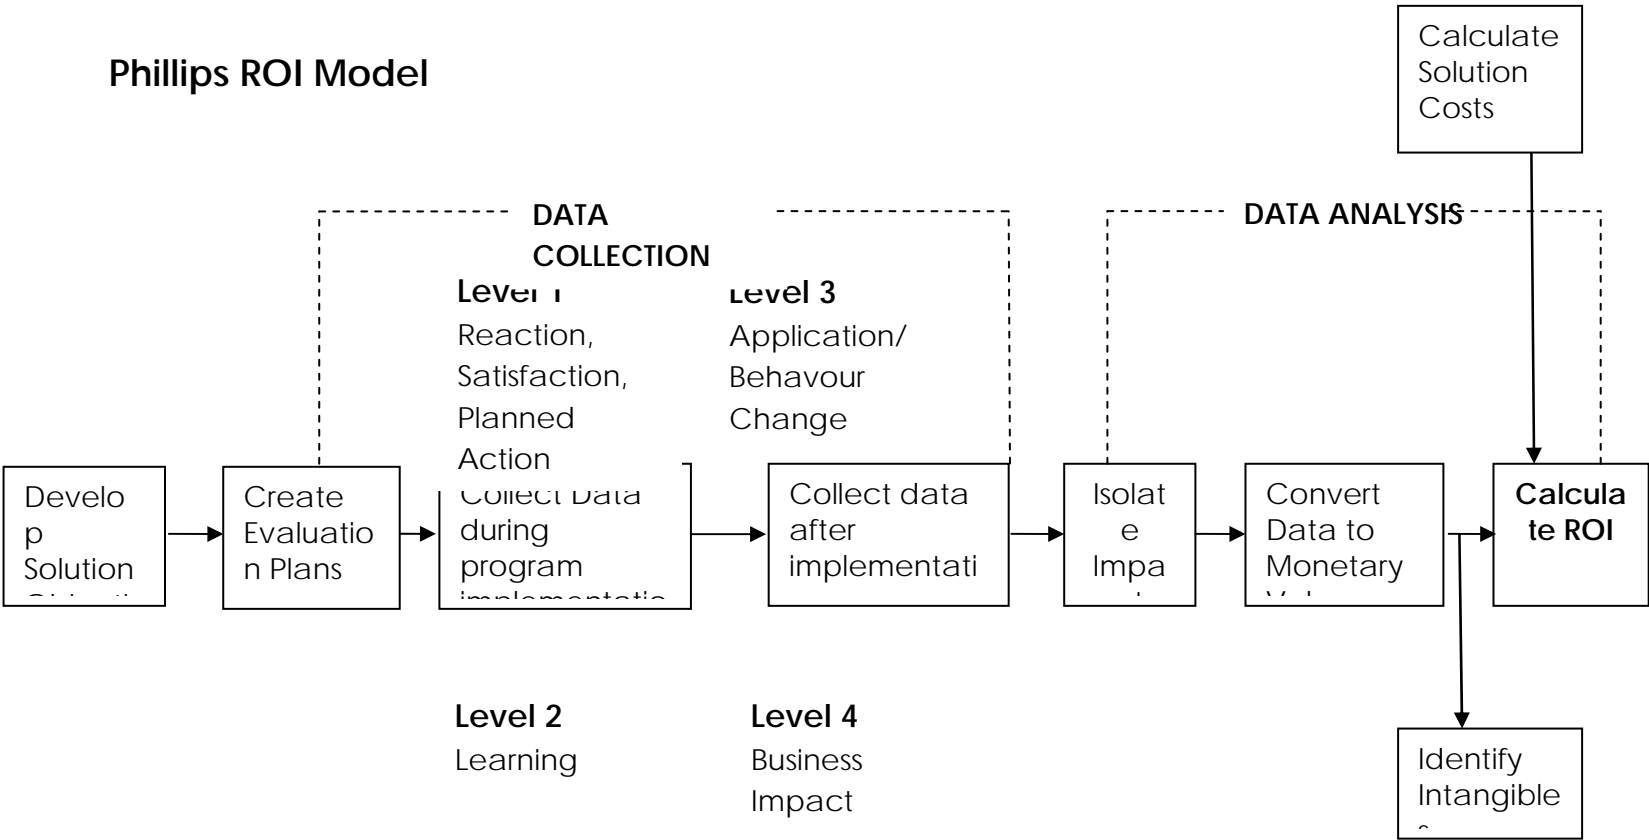 Phillips ROI Model
Calculate
Solution
Costs
DATA
COLLECTION
DATA ANALYSIS
Level 1
Reaction,
Satisfaction,
Planned
Action
Level 3
Application/
Behavour
Change
Develo
p
Solution
Create
Evaluatio
n Plans
Collect Data
during
program
implementatio
Collect data
after
implementati
Isolat
e
Impa
Convert
Data to
Monetary
Calcula
te ROI
Level 2
Learning
Level 4
Business
Impact
Identify
Intangible